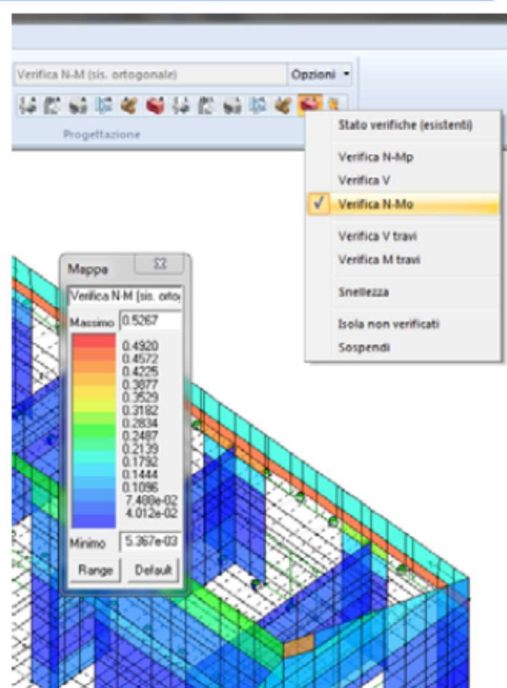 Verifica N-M (sis. ortogonale)
Opzioni
Progettazione
Stato verifiche (esistenti)
Verifica N-Mp
Verifica V
Verifica N-Mo
Verifica V travi
Verifica M travi
Snellezza
Isola non verificati
Sospendi
Mappa
Verifica N-M (sis. orto
Massimo 0.5267
0.4920
0.4572
0.4225
0.3877
0.3529
0.3182
0.2834
0.2487
0.2139
0.1792
0.1444
0.1096
7.488e-02
4.012e-02
Minimo 5.367e-03
Range Default